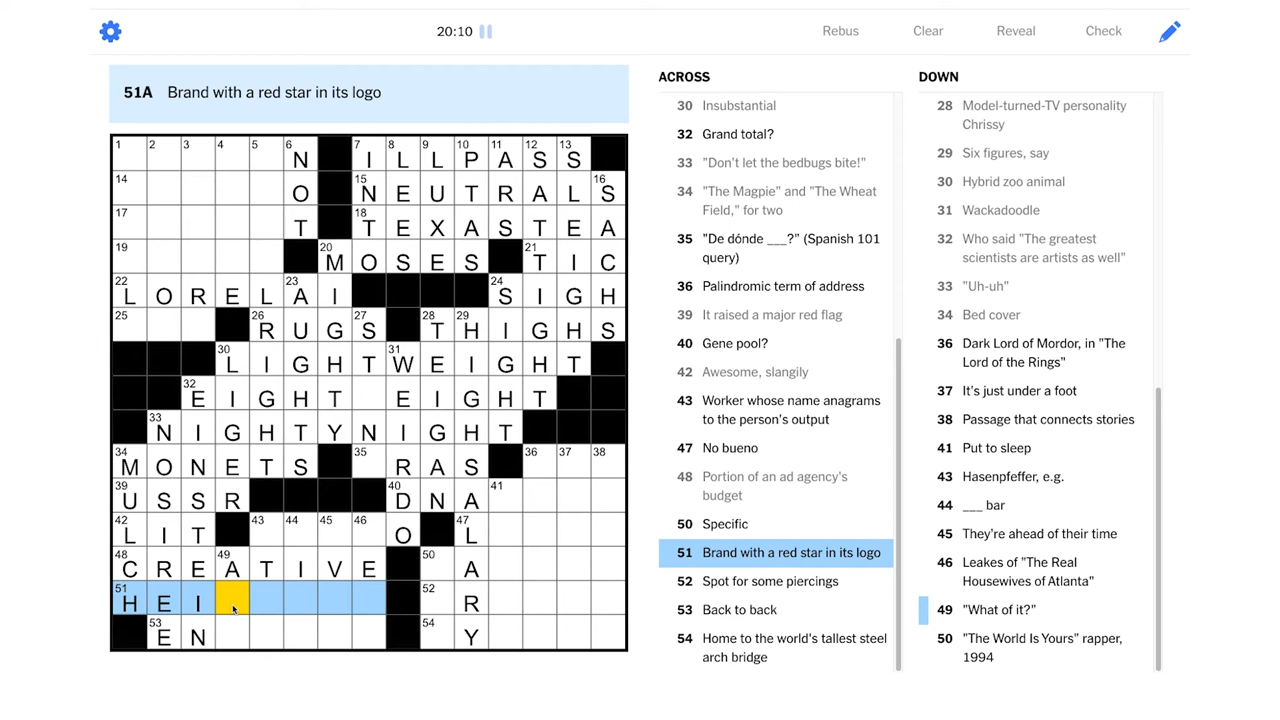 20:10
Rebus Clear Reveal Check
51A Brand with a red star in its logo
ACROSS
30 Insubstantial
32 Grand total?
33 "Don't let the bedbugs bite!"
34 "The Magpie" and "The Wheat
Field," for two
35 "De dónde ___?" (Spanish 101
query)
36 Palindromic term of address
39 It raised a major red flag
40 Gene pool?
42 Awesome, slangily
43 Worker whose name anagrams
to the person's output
47 No bueno
48 Portion of an ad agency's
budget
50 Specific
51 Brand with a red star in its logo
52 Spot for some piercings
53 Back to back
54 Home to the world's tallest steel
arch bridge
DOWN
28 Model-turned-TV personality
Chrissy
29 Six figures, say
30 Hybrid zoo animal
31 Wackadoodle
32 Who said "The greatest
scientists are artists as well"
33 "Uh-uh"
34 Bed cover
36 Dark Lord of Mordor, in "The
Lord of the Rings"
37 It's just under a foot
38 Passage that connects stories
41 Put to sleep
43 Hasenpfeffer, e.g.
44 ___ bar
45 They're ahead of their time
46 Leakes of "The Real
Housewives of Atlanta"
49 "What of it?"
50 "The World Is Yours" rapper,
1994
1 2 3 4 5 6 7 8 9 10 11 12 13
N I L L P A S S
14 15 16
O N E U T R A L S
17 18
T T E X A S T E A
19 20 21
M O S E S T I C
22 23 24
L O R E L A I S I G H
25 26 27 28 29
R U G S T H I G H S
30 31
L I G H T W E I G H T
32
E I G H T E I G H T
33
N I G H T Y N I G H T
34 35 36 37 38
M O N E T S R A S
39 40 41
U S S R D N A
42 43 44 45 46 47
L I T O L
48 49 50
C R E A T I V E A
51 52
H E I R
53 54
E N Y